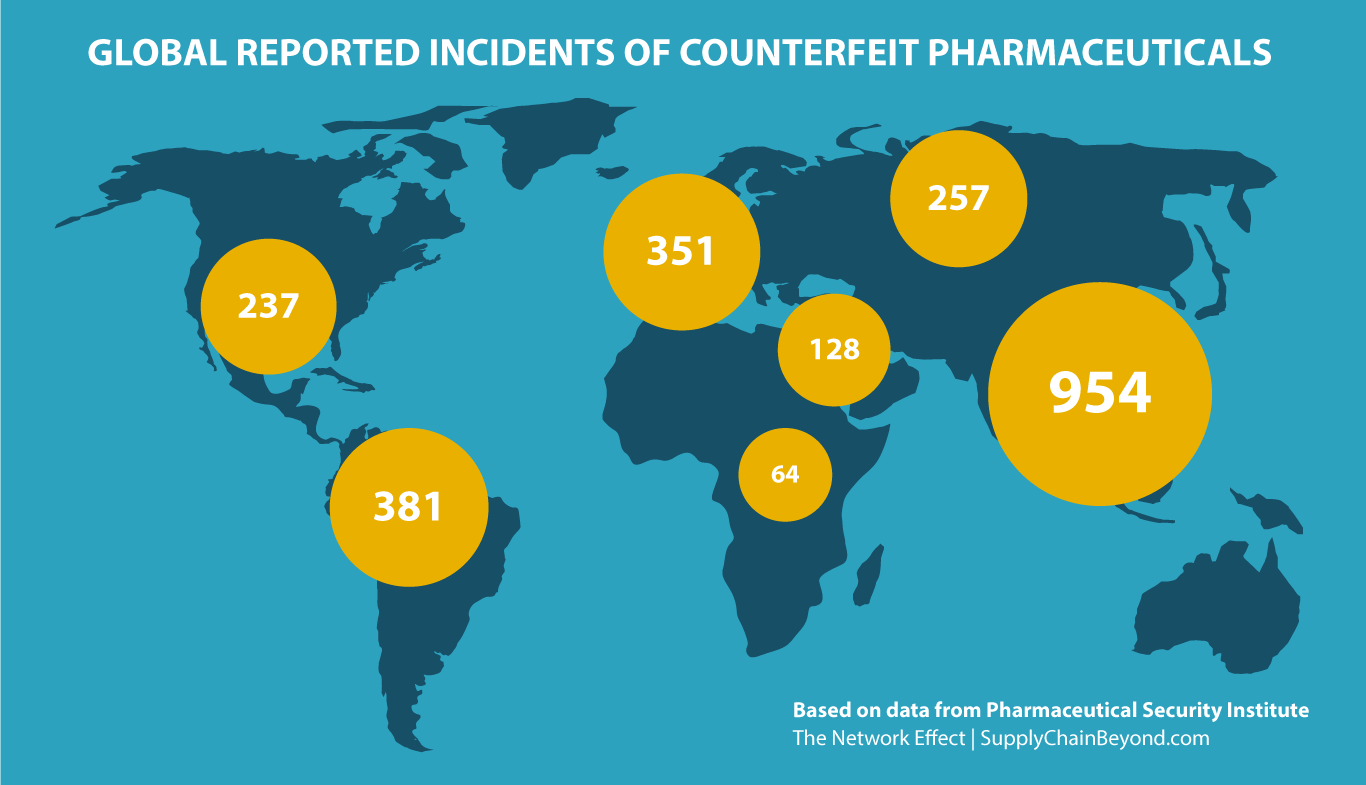 GLOBAL REPORTED INCIDENTS OF COUNTERFEIT PHARMACEUTICALS
257
351
237
128
954
64
381
Based on data from Pharmaceutical Security Institute
The Network Effect | SupplyChainBeyond.com